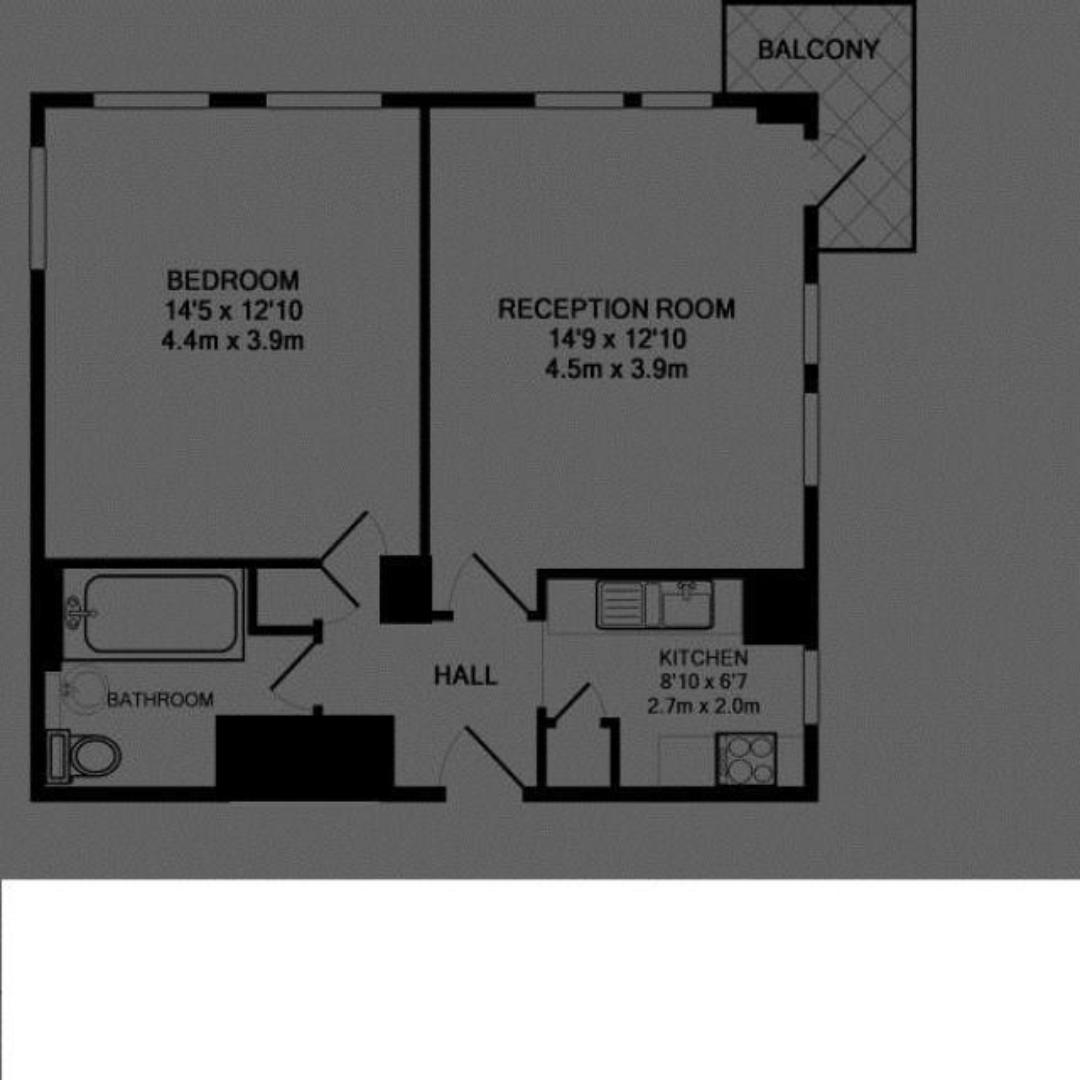 BALCONY
BEDROOM
14'5 x 12'10
4.4m x 3.9m
RECEPTION ROOM
14'9 x 12'10
4.5m x 3.9m
HALL
KITCHEN
8'10 x 6'7
2.7m x 2.0m
BATHROOM